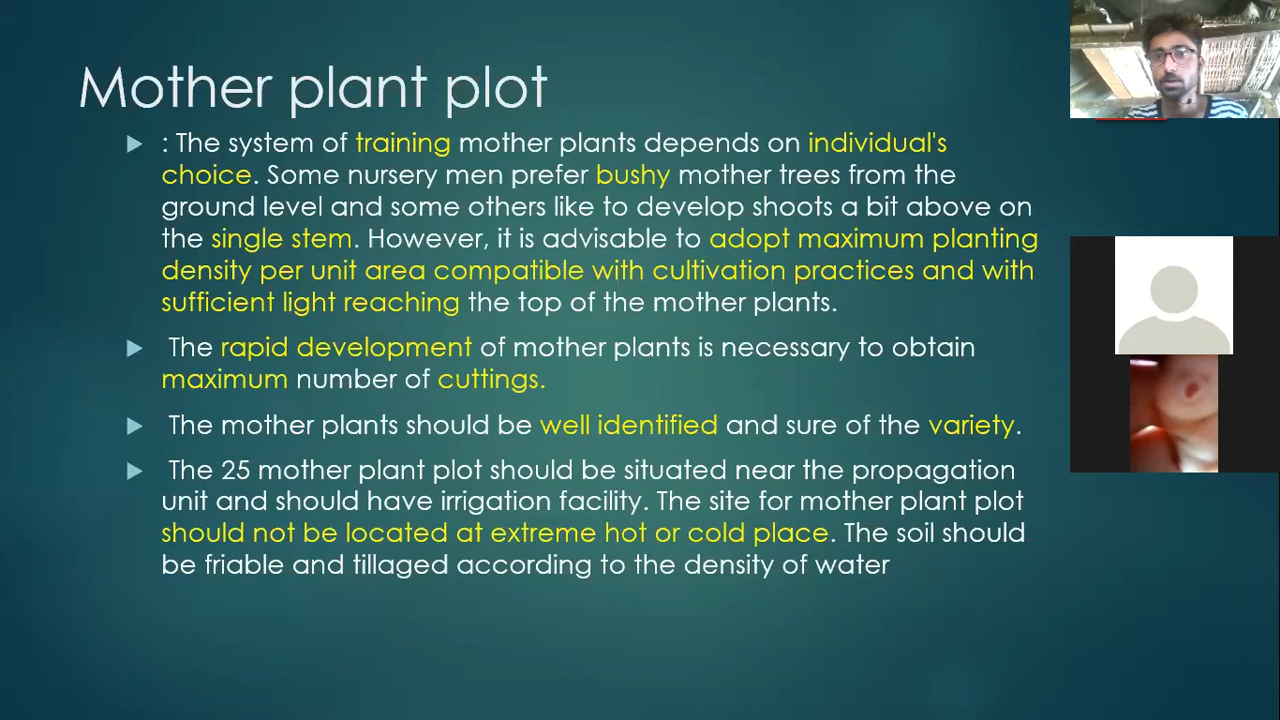 Mother plant plot
: The system of training mother plants depends on individual's
choice. Some nursery men prefer bushy mother trees from the
ground level and some others like to develop shoots a bit above on
the single stem. However, it is advisable to adopt maximum planting
density per unit area compatible with cultivation practices and with
sufficient light reaching the top of the mother plants.
The rapid development of mother plants is necessary to obtain
maximum number of cuttings.
The mother plants should be well identified and sure of the variety.
The 25 mother plant plot should be situated near the propagation
unit and should have irrigation facility. The site for mother plant plot
should not be located at extreme hot or cold place. The soil should
be friable and tillaged according to the density of water